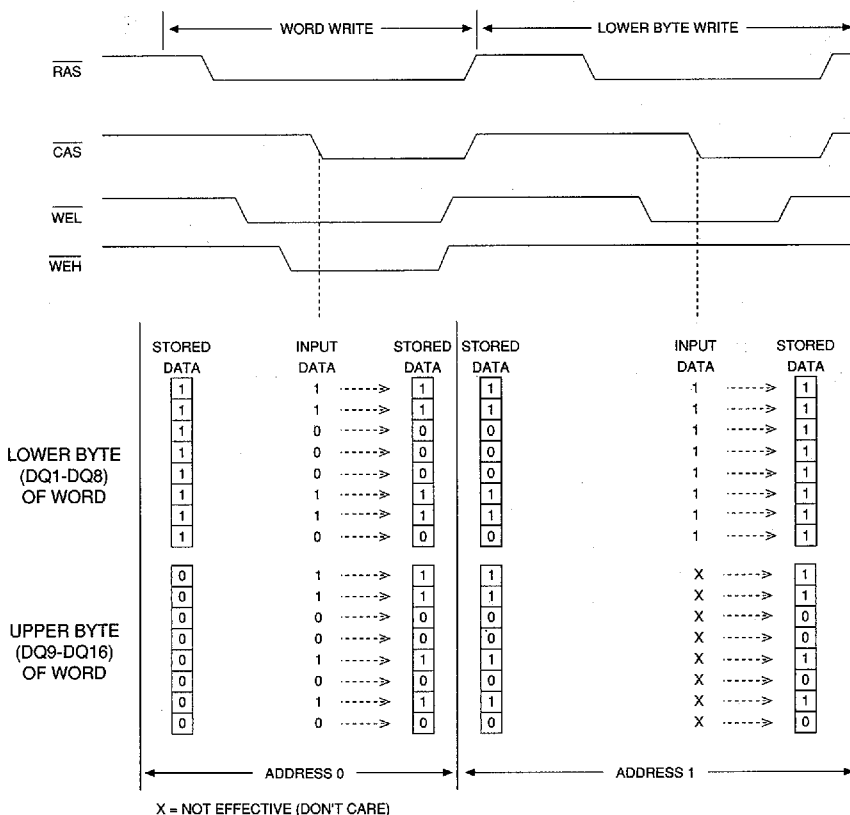 WORD WRITE LOWER BYTE WRITE
RAS
CAS
WEL
WEH
STORED INPUT STORED STORED INPUT STORED
DATA DATA DATA DATA DATA DATA
1 1 1 1 1 1
1 1 1 1 1 1
1 0 0 0 1 1
LOWER BYTE 1 0 0 0 1 1
(DQ1-DQ8) 1 0 0 0 1 1
OF WORD 1 1 1 1 1 1
1 1 1 1 1 1
1 0 0 0 1 1
0 1 1 1 X 1
0 1 1 1 X 1
0 0 0 0 X 0
UPPER BYTE 0 0 0 0 X 0
(DQ9-DQ16) 0 1 1 1 X 1
OF WORD 0 0 0 0 X 0
0 1 1 1 X 1
0 0 0 0 X 0
ADDRESS 0 ADDRESS 1
X = NOT EFFECTIVE (DON'T CARE)